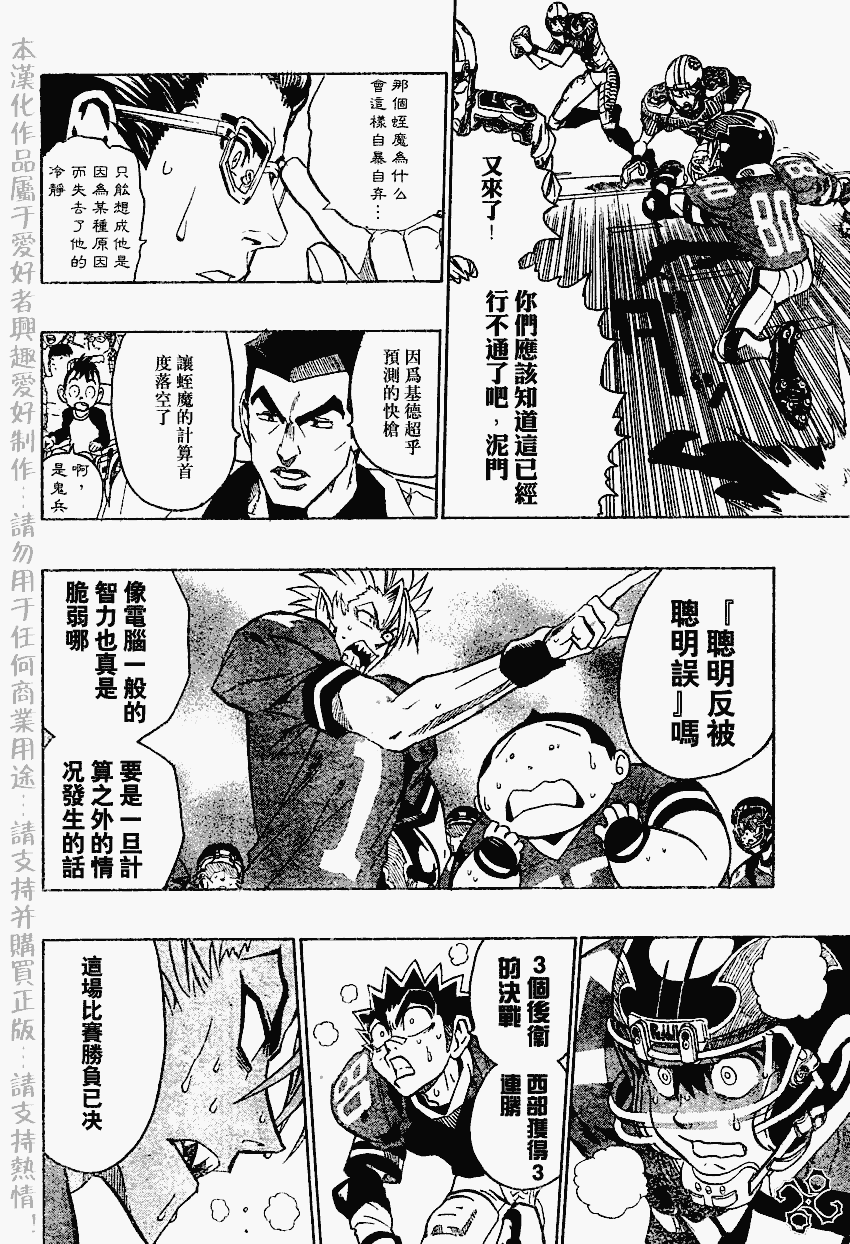 又來了！
你們應該知道這已經
行不通了吧，泥門
那個蛭魔為什么
會這樣自暴自弃…
只能想成他是
因為某種原因
而失去了他的
冷靜
因爲基德超乎
預測的快槍
讓蛭魔的計算首
度落空了
啊，
是鬼兵
『聰明反被
聰明誤』嗎
像電腦一般的
智力也真是
脆弱哪
要是一旦計
算之外的情
况發生的話
3個後衛
的決戰
西部獲得3
連勝
這場比賽勝負已决
80
1
Riddell
本漢化作品屬于愛好者興趣愛好制作…請勿用于任何商業用途…請支持并購買正版…請支持熱情！